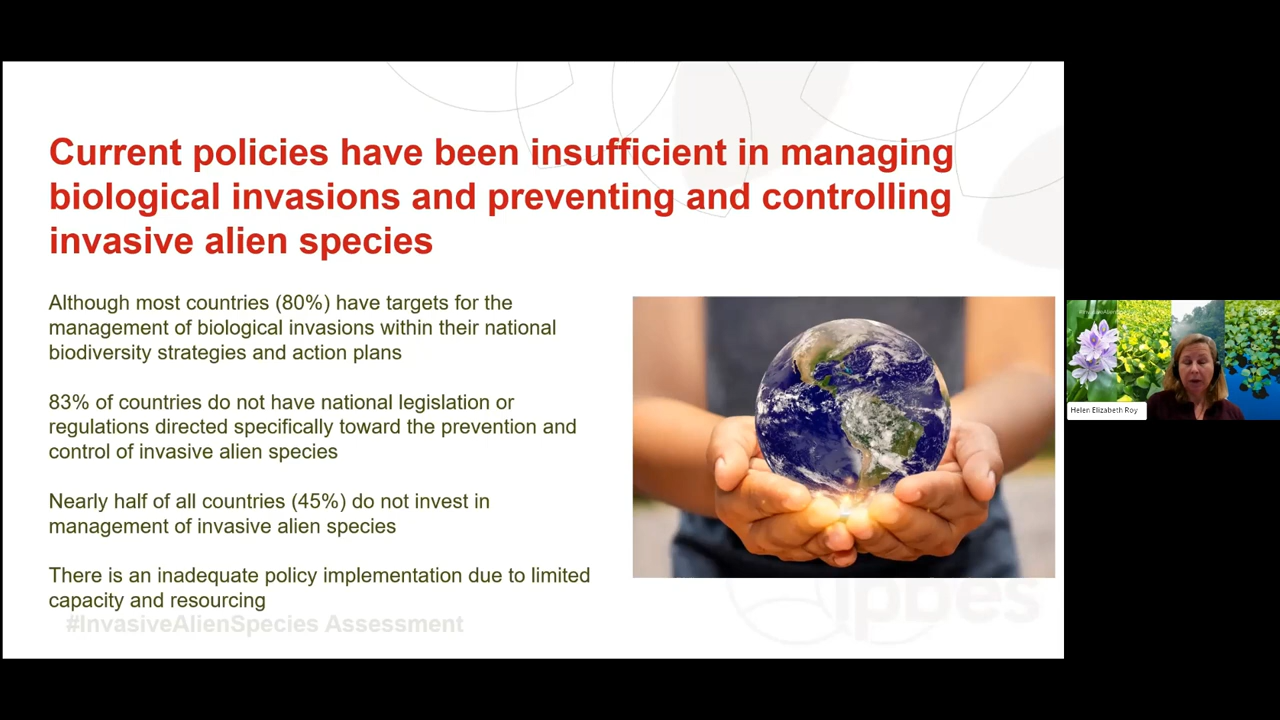 Current policies have been insufficient in managing
biological invasions and preventing and controlling
invasive alien species
Although most countries (80%) have targets for the
management of biological invasions within their national
biodiversity strategies and action plans
83% of countries do not have national legislation or
regulations directed specifically toward the prevention and
control of invasive alien species
Nearly half of all countries (45%) do not invest in
management of invasive alien species
There is an inadequate policy implementation due to limited
capacity and resourcing
#InvasiveAlienSpecies Assessment
ipbes
Helen Elizabeth Roy